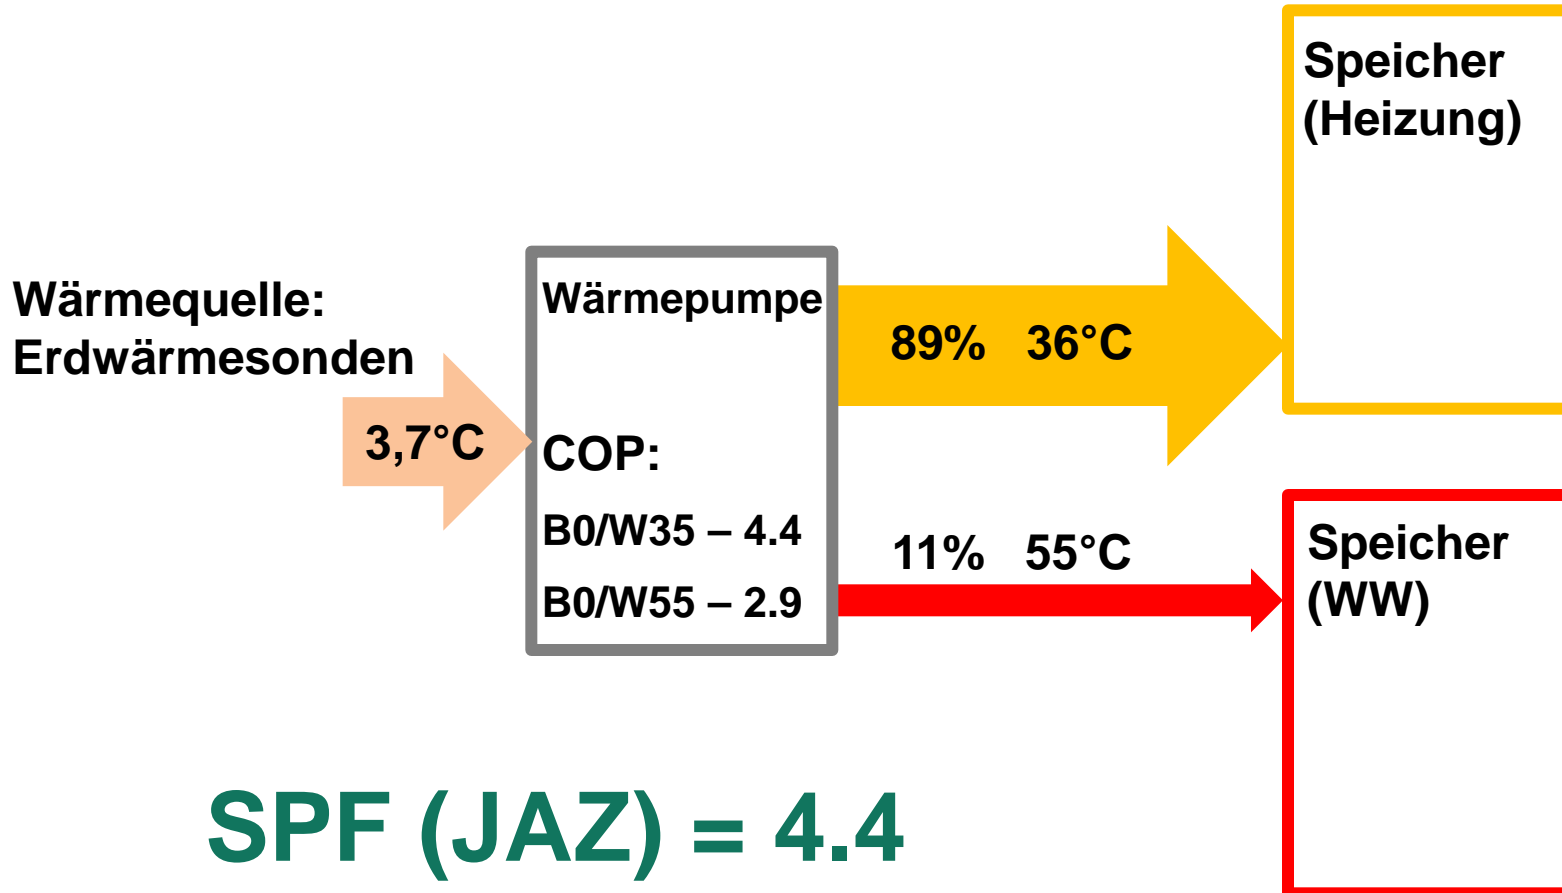 Speicher
(Heizung)
Wärmequelle:
Erdwärmesonden
3,7°C
Wärmepumpe
COP:
B0/W35 – 4.4
B0/W55 – 2.9
89% 36°C
11% 55°C
Speicher
(WW)
SPF (JAZ) = 4.4